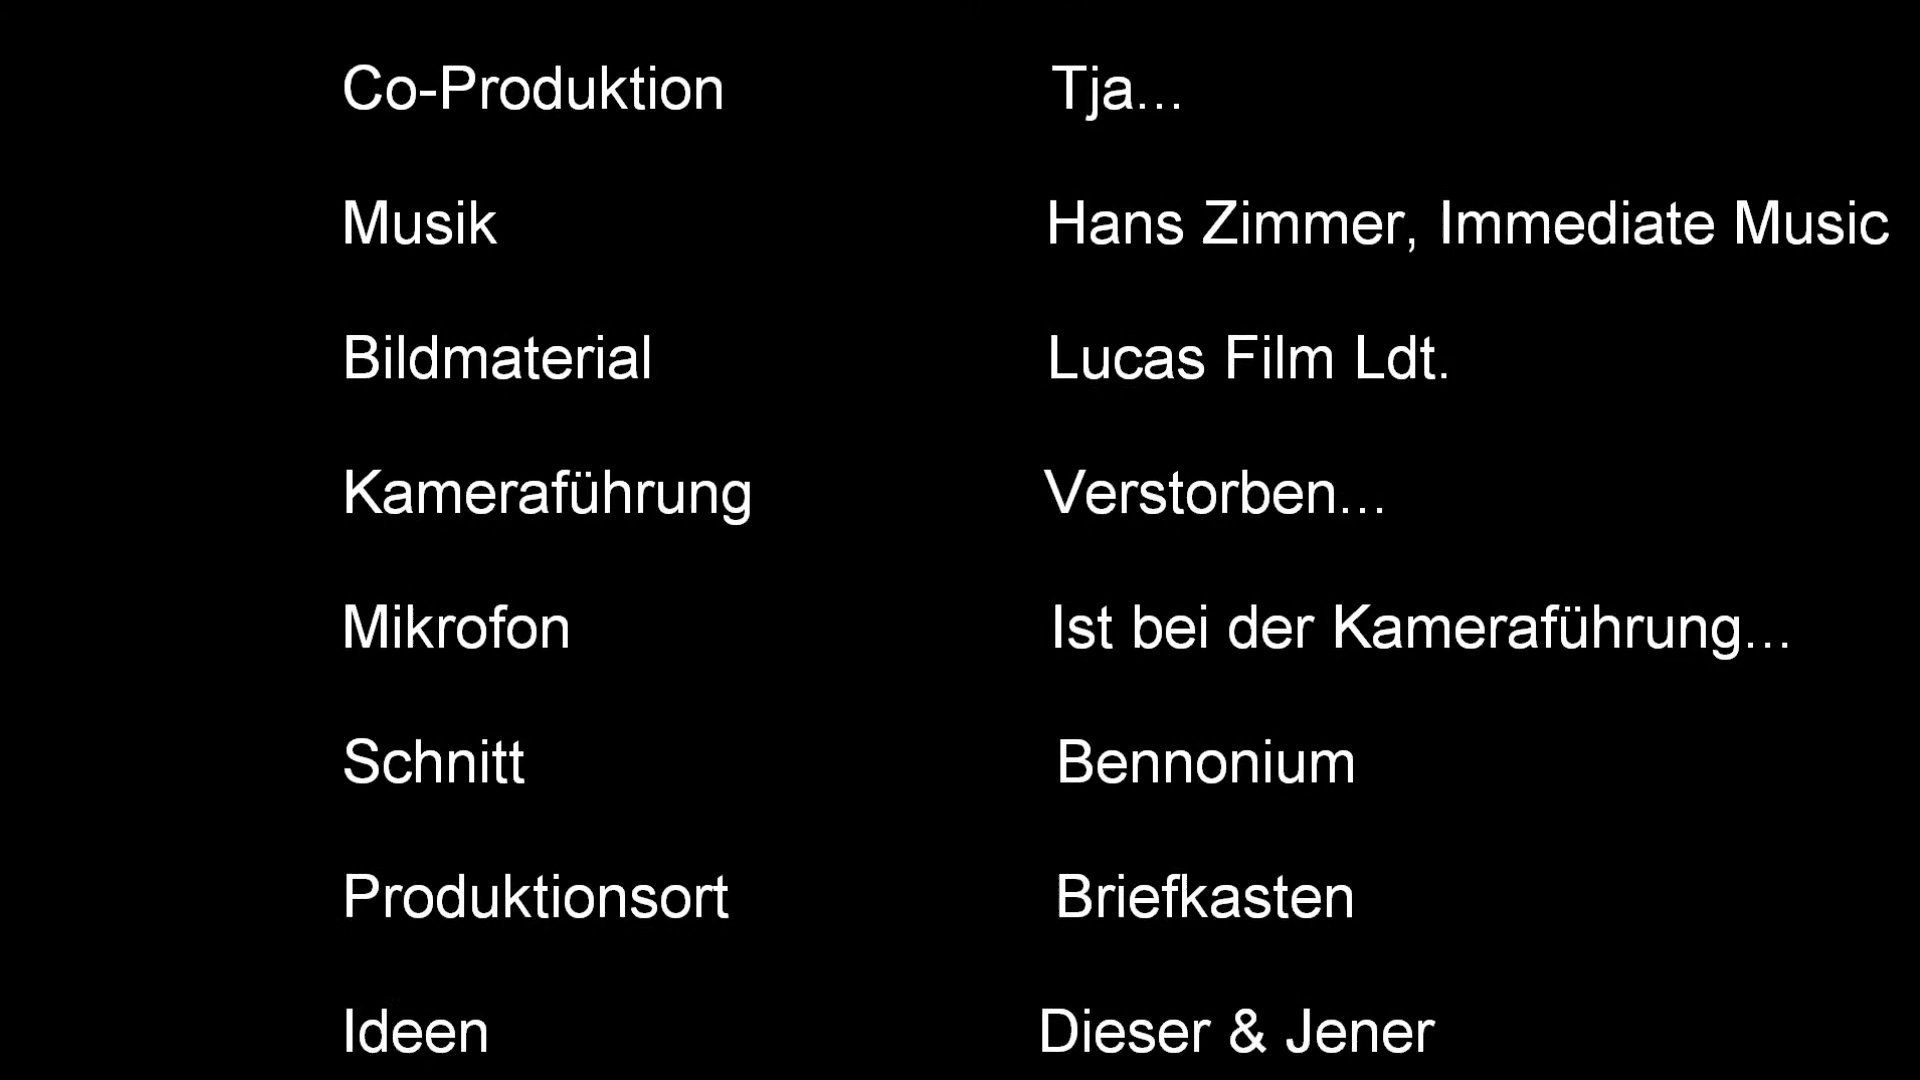 Co-Produktion Tja...
Musik Hans Zimmer, Immediate Music
Bildmaterial Lucas Film Ldt.
Kameraführung Verstorben...
Mikrofon Ist bei der Kameraführung...
Schnitt Bennonium
Produktionsort Briefkasten
Ideen Dieser & Jener